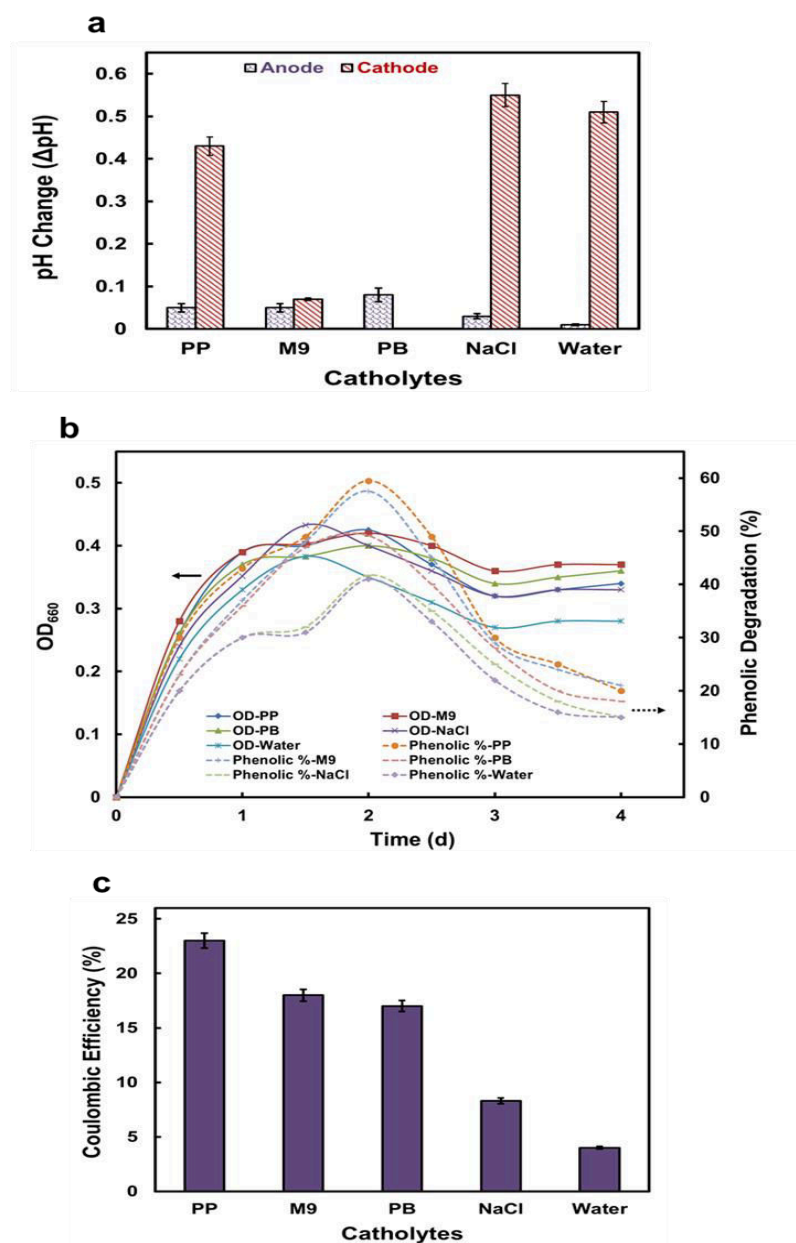 a
Anode Cathode
0.6
0.5
0.4
0.3
0.2
0.1
0
pH Change (ΔpH)
PP M9 PB NaCl Water
Catholytes
b
0.5
0.4
0.3
0.2
0.1
0
OD660
60
50
40
30
20
10
0
Phenolic Degradation (%)
OD-PP OD-M9
OD-PB OD-NaCl
OD-Water Phenolic %-PP
Phenolic %-M9 Phenolic %-PB
Phenolic %-NaCl Phenolic %-Water
0 1 2 3 4
Time (d)
c
25
20
15
10
5
0
Coulombic Efficiency (%)
PP M9 PB NaCl Water
Catholytes